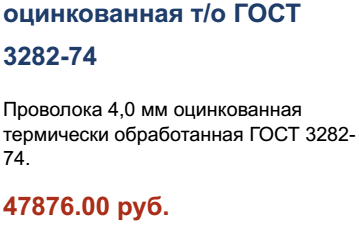 оцинкованная т/о ГОСТ
3282-74
Проволока 4,0 мм оцинкованная
термически обработанная ГОСТ 3282-
74.
47876.00 руб.